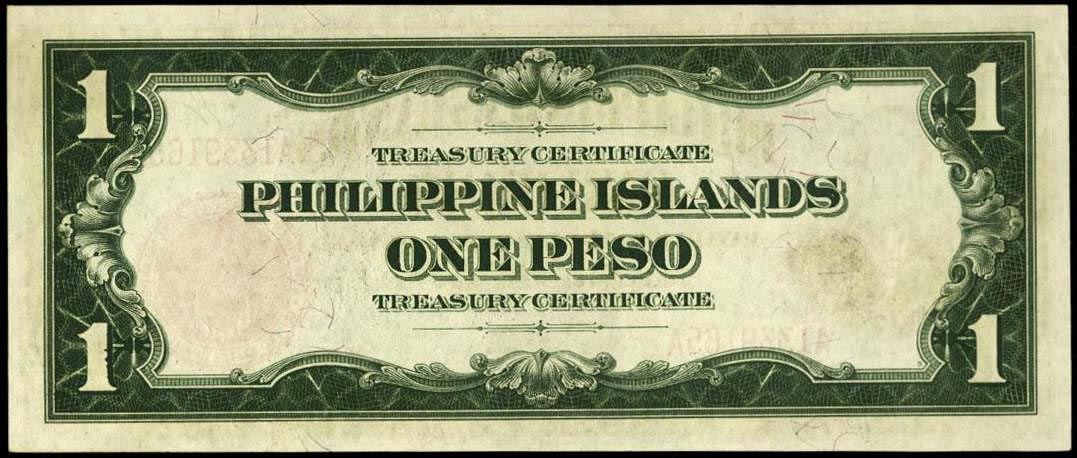 1 1
TREASURY CERTIFICATE
PHILIPPINE ISLANDS
ONE PESO
TREASURY CERTIFICATE
1 1